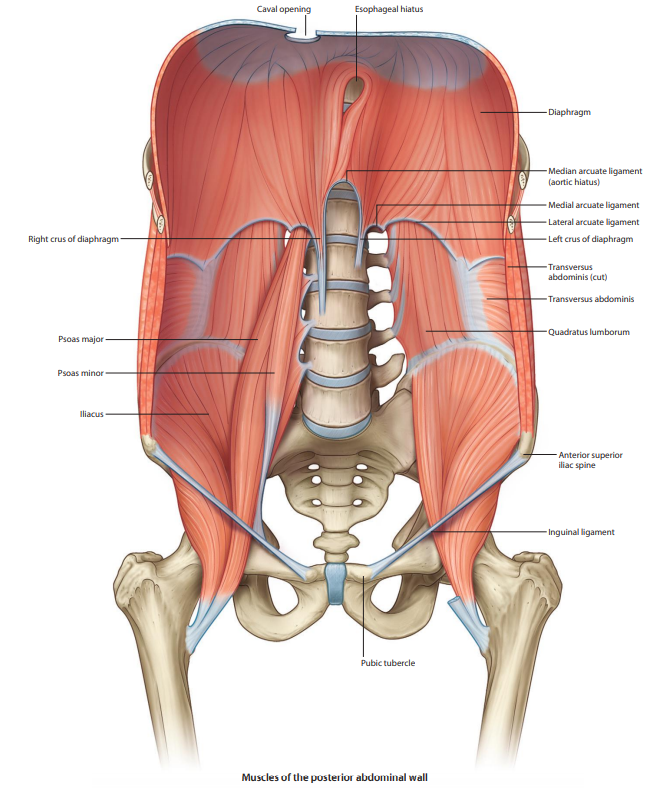 Caval opening
Esophageal hiatus
Diaphragm
Median arcuate ligament
(aortic hiatus)
Medial arcuate ligament
Lateral arcuate ligament
Right crus of diaphragm
Left crus of diaphragm
Transversus
abdominis (cut)
Transversus abdominis
Quadratus lumborum
Psoas major
Psoas minor
Iliacus
Anterior superior
iliac spine
Inguinal ligament
Pubic tubercle
Muscles of the posterior abdominal wall